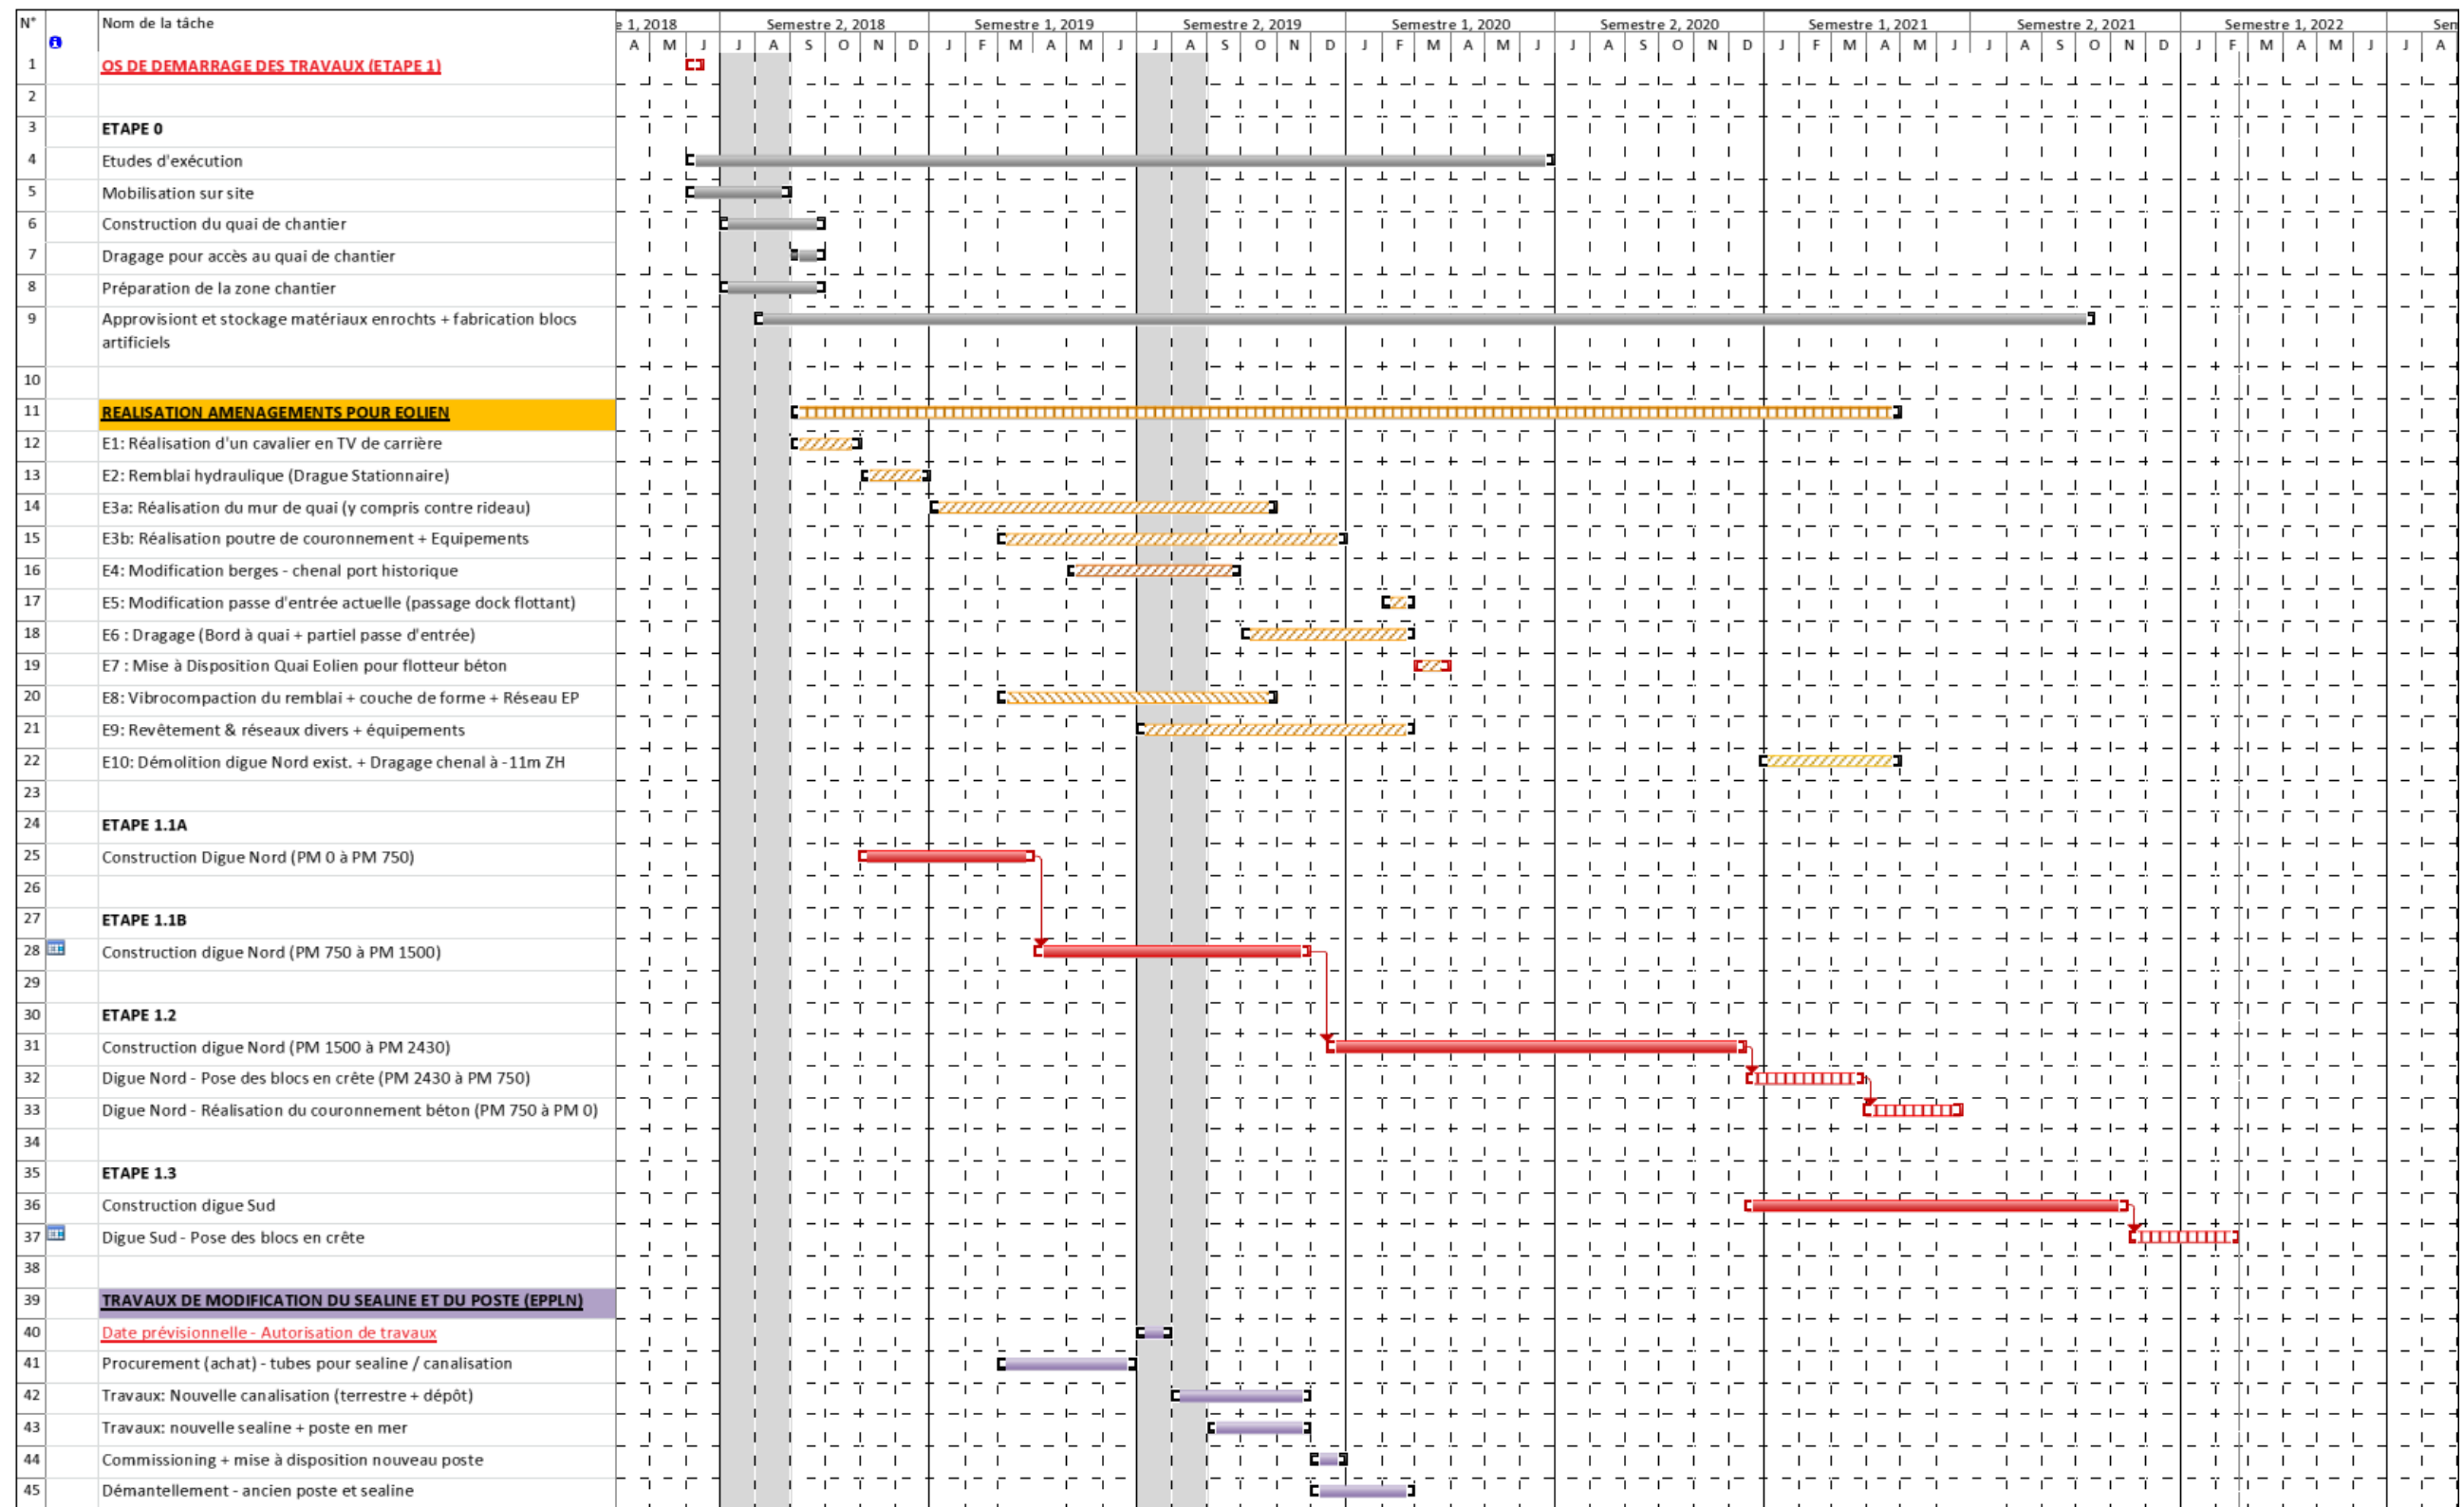 N° Nom de la tâche e 1, 2018 Semestre 2, 2018 Semestre 1, 2019 Semestre 2, 2019 Semestre 1, 2020 Semestre 2, 2020 Semestre 1, 2021 Semestre 2, 2021 Semestre 1, 2022 Sen
A M J J A S O N D J F M A M J J A S O N D J F M A M J J A S O N D J F M A M J J A S O N D J F M A M J J A
1 OS DE DEMARRAGE DES TRAVAUX (ETAPE 1)
2
3 ETAPE 0
4 Etudes d'exécution
5 Mobilisation sur site
6 Construction du quai de chantier
7 Dragage pour accès au quai de chantier
8 Préparation de la zone chantier
9 Approvisiont et stockage matériaux enrochts + fabrication blocs
artificiels
10
11 REALISATION AMENAGEMENTS POUR EOLIEN
12 E1: Réalisation d'un cavalier en TV de carrière
13 E2: Remblai hydraulique (Drague Stationnaire)
14 E3a: Réalisation du mur de quai (y compris contre rideau)
15 E3b: Réalisation poutre de couronnement + Equipements
16 E4: Modification berges - chenal port historique
17 E5: Modification passe d'entrée actuelle (passage dock flottant)
18 E6 : Dragage (Bord à quai + partiel passe d'entrée)
19 E7 : Mise à Disposition Quai Eolien pour flotteur béton
20 E8: Vibrocompaction du remblai + couche de forme + Réseau EP
21 E9: Revêtement & réseaux divers + équipements
22 E10: Démolition digue Nord exist. + Dragage chenal à -11m ZH
23
24 ETAPE 1.1A
25 Construction Digue Nord (PM 0 à PM 750)
26
27 ETAPE 1.1B
28 Construction digue Nord (PM 750 à PM 1500)
29
30 ETAPE 1.2
31 Construction digue Nord (PM 1500 à PM 2430)
32 Digue Nord - Pose des blocs en crête (PM 2430 à PM 750)
33 Digue Nord - Réalisation du couronnement béton (PM 750 à PM 0)
34
35 ETAPE 1.3
36 Construction digue Sud
37 Digue Sud - Pose des blocs en crête
38
39 TRAVAUX DE MODIFICATION DU SEALINE ET DU POSTE (EPPLN)
40 Date prévisionnelle - Autorisation de travaux
41 Procurement (achat) - tubes pour sealine / canalisation
42 Travaux: Nouvelle canalisation (terrestre + dépôt)
43 Travaux: nouvelle sealine + poste en mer
44 Commissioning + mise à disposition nouveau poste
45 Démantellement - ancien poste et sealine